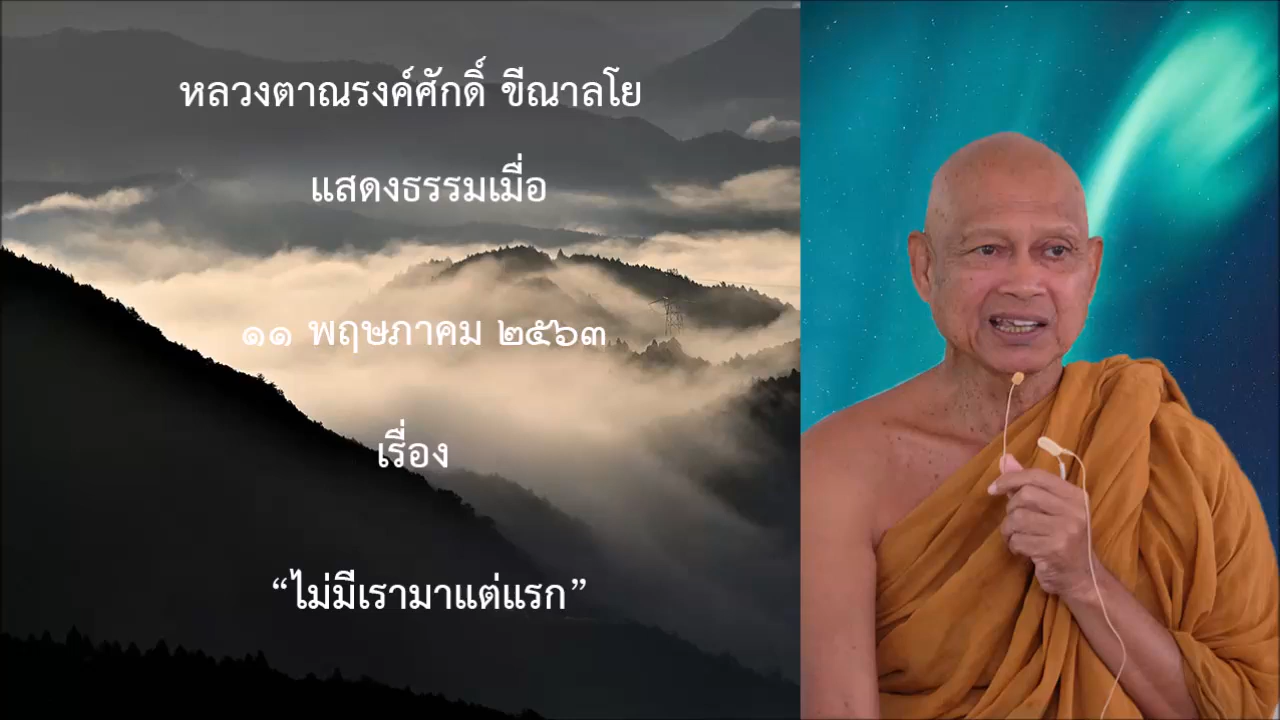 หลวงตาณรงค์ศักดิ์ ขีณาลโย
แสดงธรรมเมื่อ
๑๑ พฤษภาคม ๒๕๖๓
เรื่อง
“ไม่มีเรามาแต่แรก”